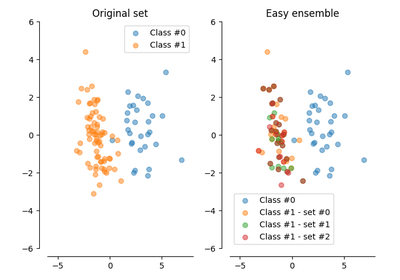 Original set
Easy ensemble
6
4
2
0
−2
−4
−6
−5
0
5
Class #0
Class #1
6
4
2
0
−2
−4
−6
−5
0
5
Class #0
Class #1 - set #0
Class #1 - set #1
Class #1 - set #2